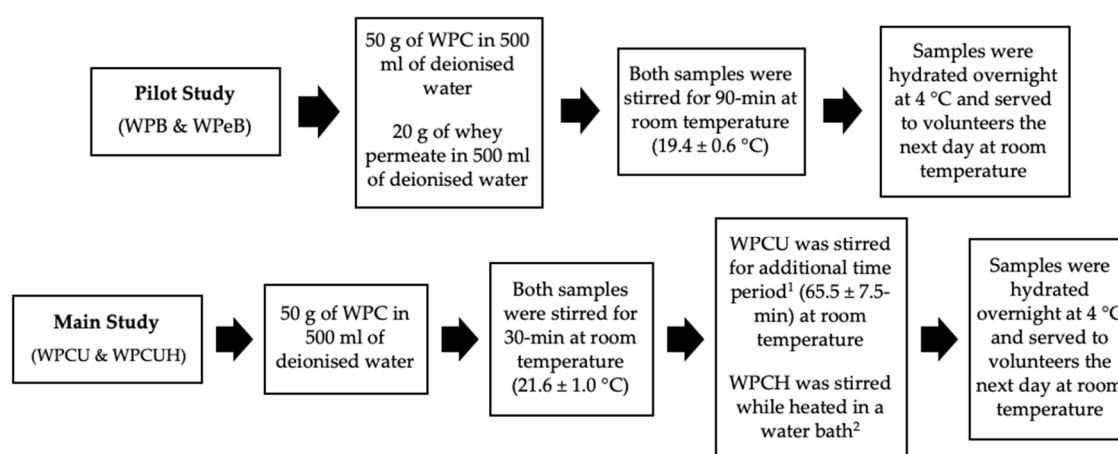 Pilot Study
(WPB & WPeB)
50 g of WPC in 500
ml of deionised
water
20 g of whey
permeate in 500 ml
of deionised water
Both samples were
stirred for 90-min at
room temperature
(19.4 ± 0.6 °C)
Samples were
hydrated overnight
at 4 °C and served
to volunteers the
next day at room
temperature
Main Study
(WPCU & WPCUH)
50 g of WPC in
500 ml of
deionised water
Both samples
were stirred for
30-min at room
temperature
(21.6 ± 1.0 °C)
WPCU was stirred
for additional time
period¹ (65.5 ± 7.5-
min) at room
temperature
WPCH was stirred
while heated in a
water bath²
Samples were
hydrated
overnight at 4 °C
and served to
volunteers the
next day at room
temperature